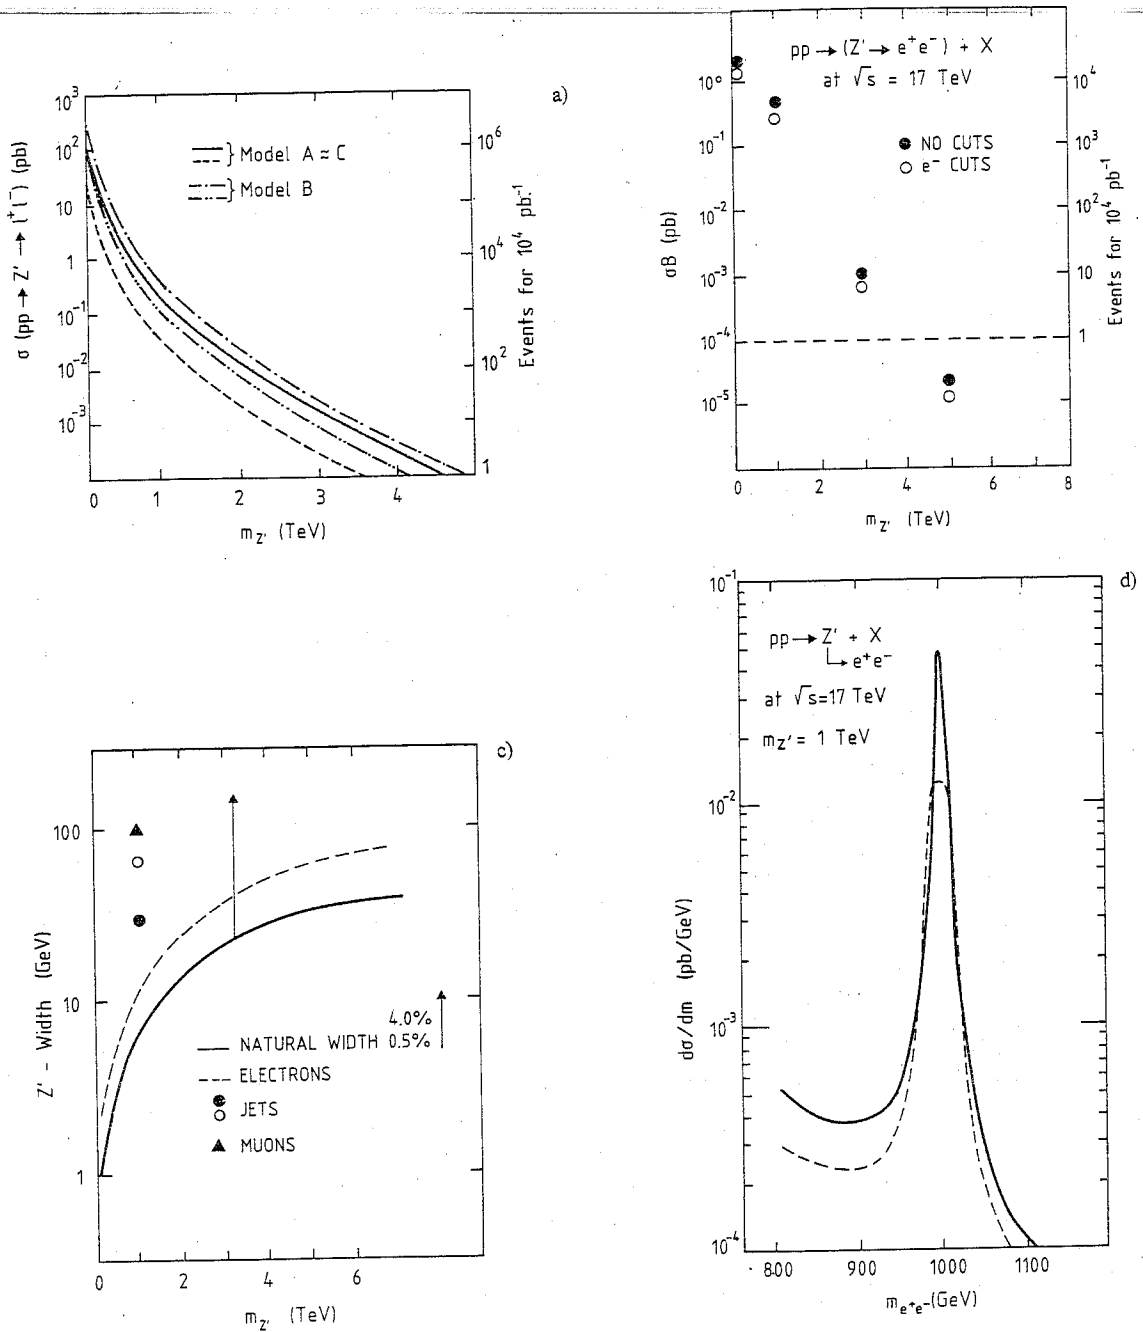 a)
σ (pp → Z' → l⁺ l⁻) (pb)
10³
10²
10
1
10⁻¹
10⁻²
10⁻³
Model A ≈ C
Model B
10⁶
10⁴
10²
1
Events for 10⁴ pb⁻¹
0 1 2 3 4
m_Z' (TeV)
pp → (Z' → e⁺e⁻) + X
at √s = 17 TeV
NO CUTS
e⁻ CUTS
σB (pb)
10⁰
10⁻¹
10⁻²
10⁻³
10⁻⁴
10⁻⁵
10⁴
10³
10²
10
1
Events for 10⁴ pb⁻¹
0 2 4 6 8
m_Z' (TeV)
c)
Z' - Width (GeV)
100
10
1
4.0%
NATURAL WIDTH 0.5%
ELECTRONS
JETS
MUONS
0 2 4 6
m_Z' (TeV)
d)
dσ/dm (pb/GeV)
10⁻¹
10⁻²
10⁻³
10⁻⁴
pp → Z' + X
→ e⁺e⁻
at √s=17 TeV
m_Z' = 1 TeV
800 900 1000 1100
m_e⁺e⁻(GeV)